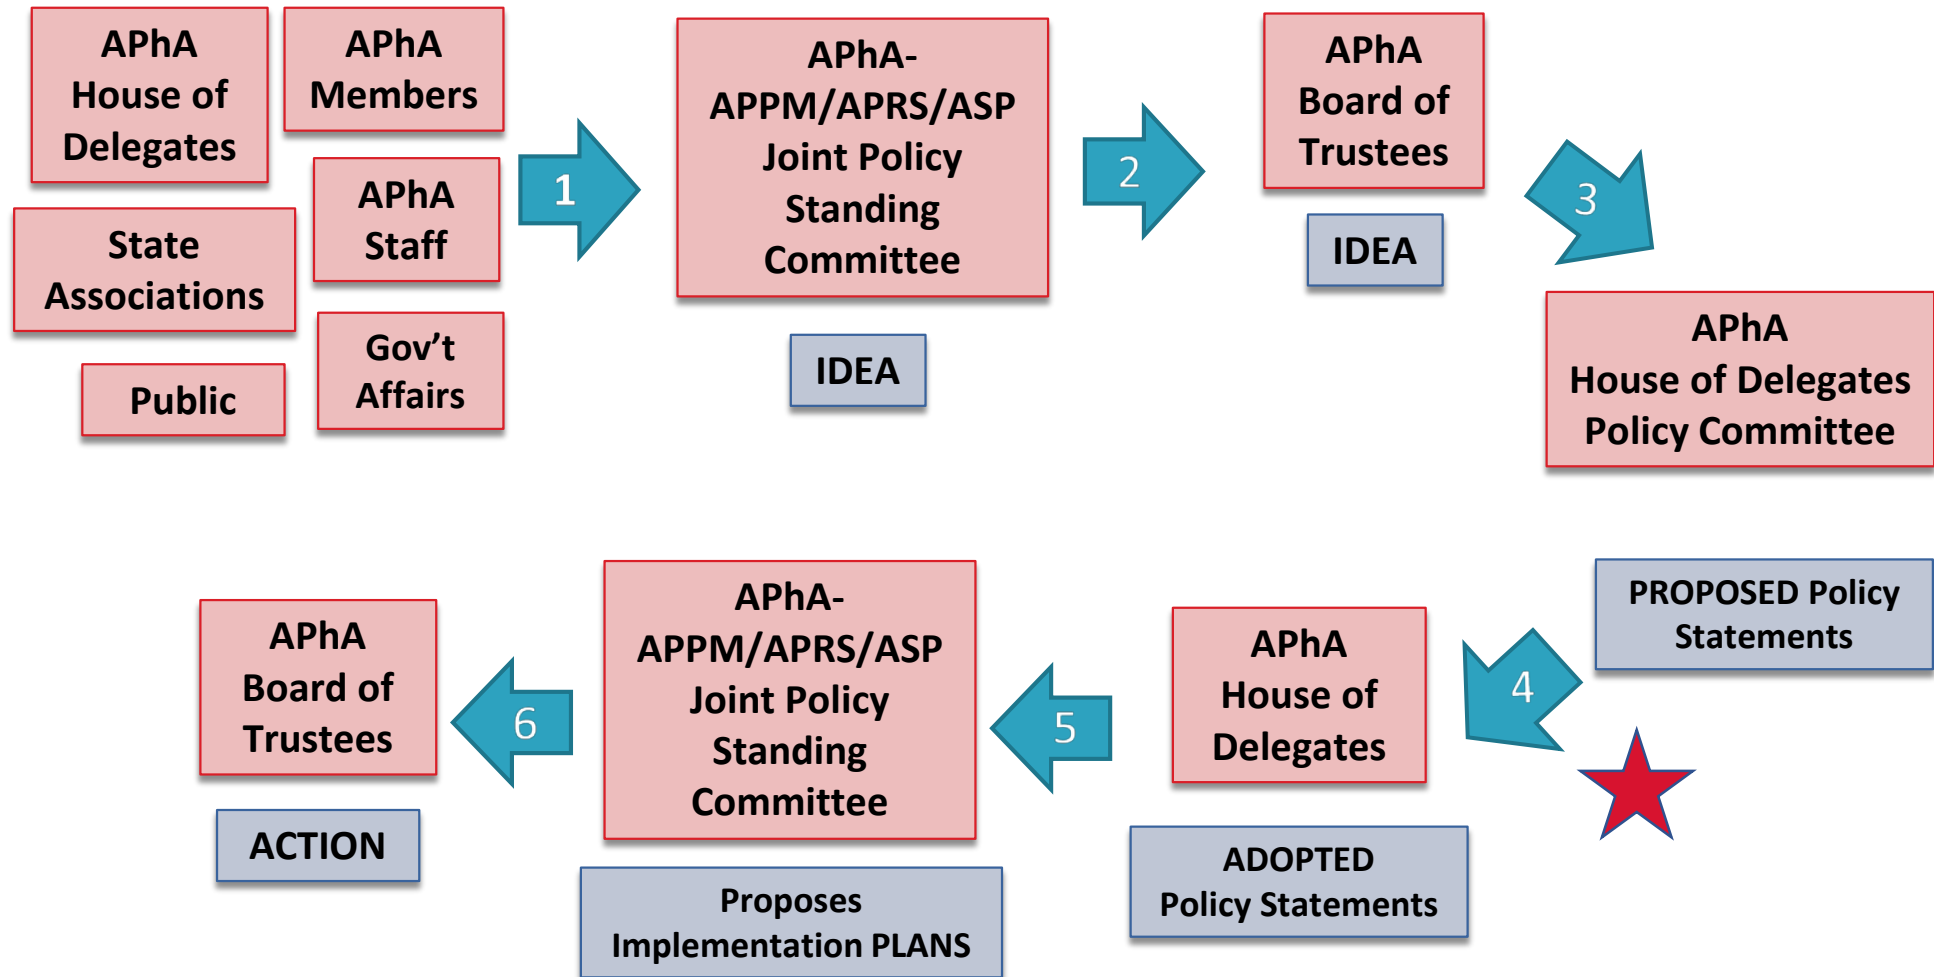 APhA
House of
Delegates
APhA
Members
APhA
Staff
State
Associations
Gov’t
Affairs
Public
1
APhA-
APPM/APRS/ASP
Joint Policy
Standing
Committee
IDEA
2
APhA
Board of
Trustees
IDEA
3
APhA
House of Delegates
Policy Committee
PROPOSED Policy
Statements
4
APhA
House of
Delegates
ADOPTED
Policy Statements
5
APhA-
APPM/APRS/ASP
Joint Policy
Standing
Committee
Proposes
Implementation PLANS
6
APhA
Board of
Trustees
ACTION